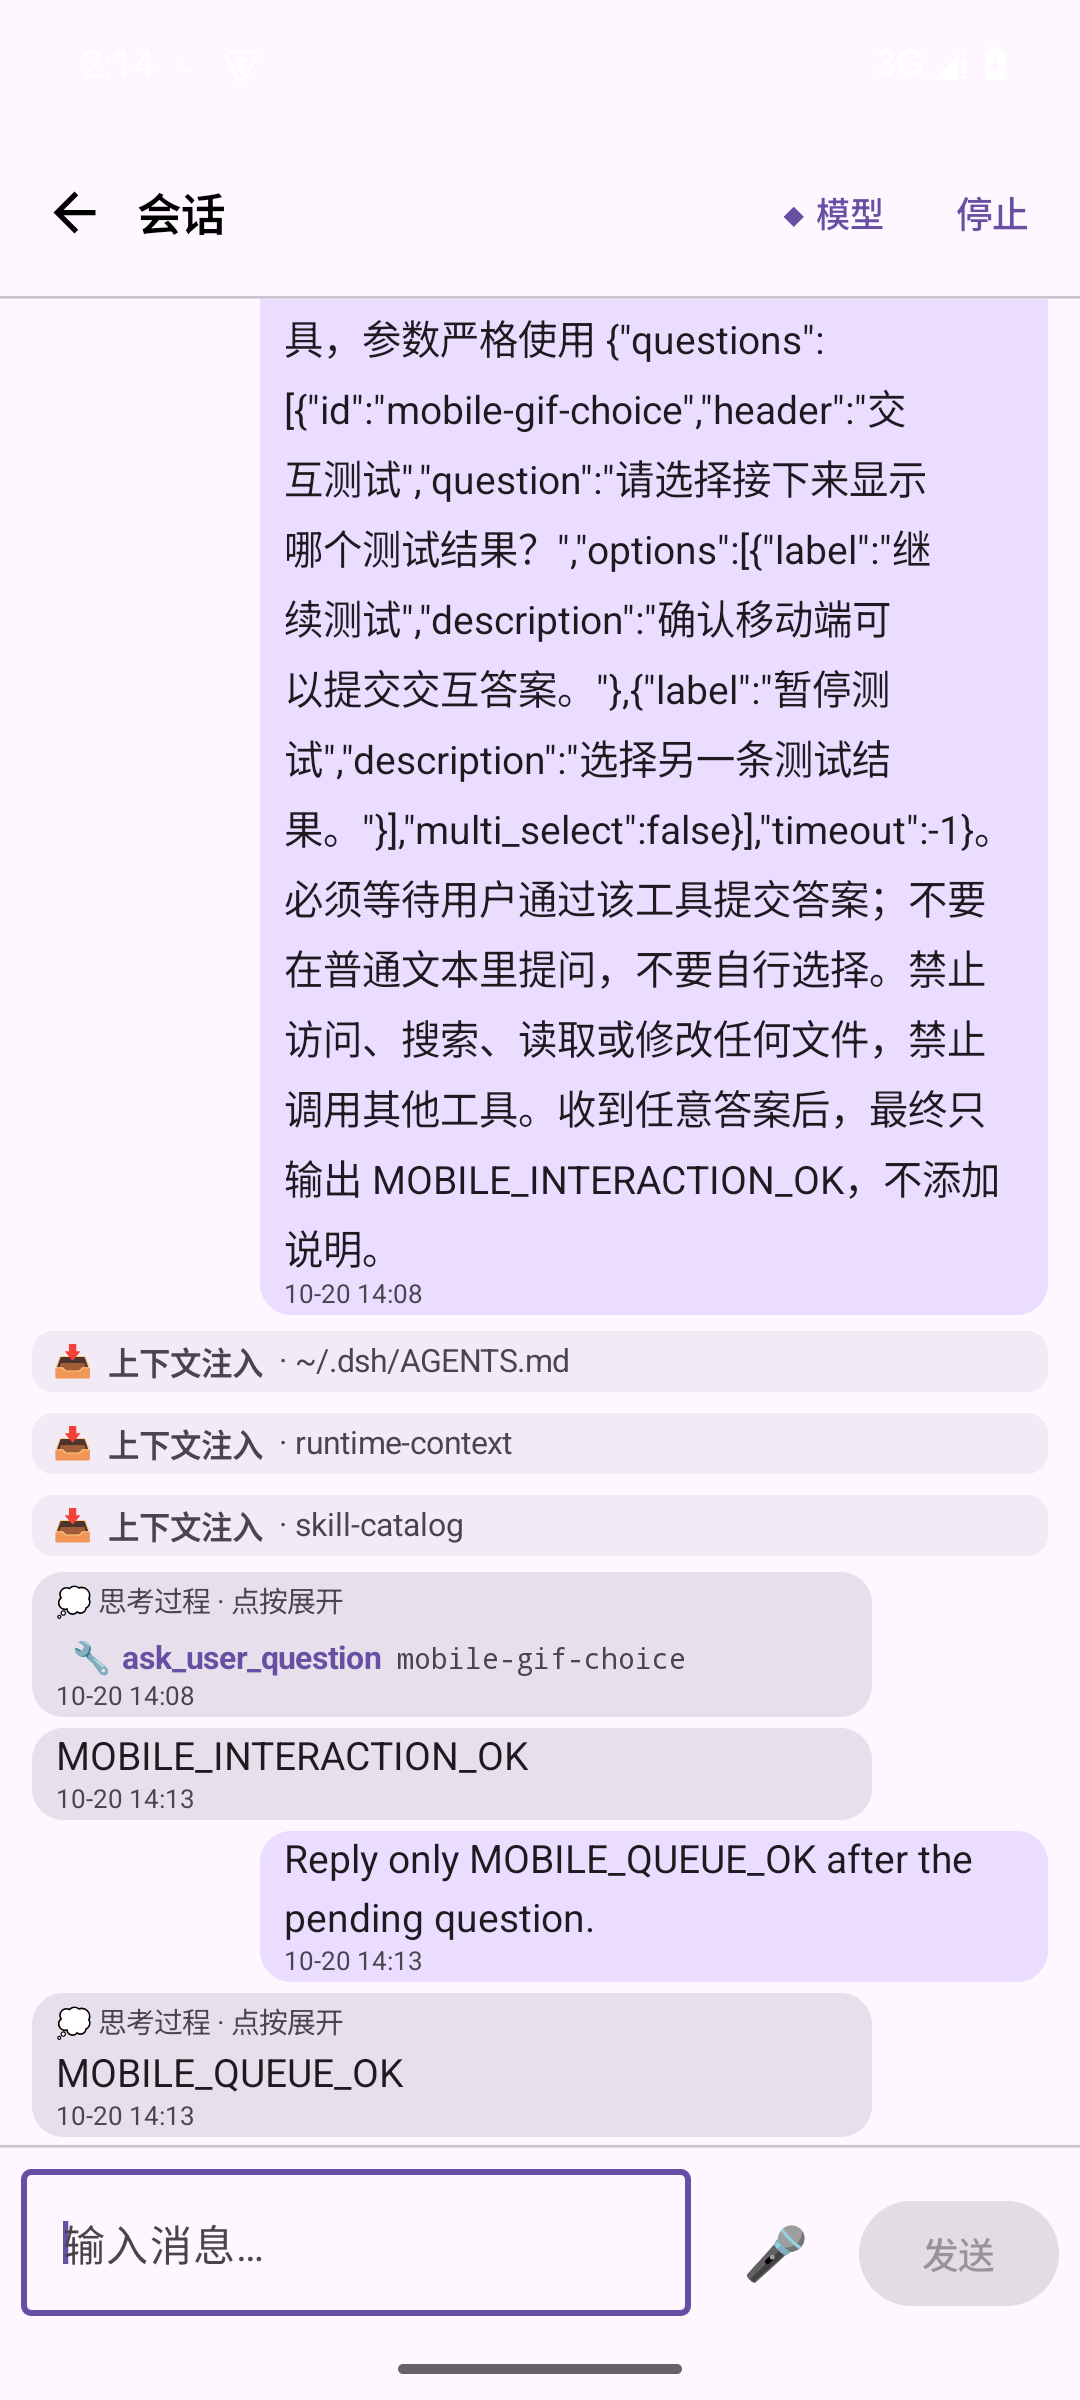 2:14
3G
会话
◆ 模型
停止
具，参数严格使用 {"questions":
[{"id":"mobile-gif-choice","header":"交
互测试","question":"请选择接下来显示
哪个测试结果？","options":[{"label":"继
续测试","description":"确认移动端可
以提交交互答案。"},{"label":"暂停测
试","description":"选择另一条测试结
果。"}],"multi_select":false}],"timeout":-1}。
必须等待用户通过该工具提交答案；不要
在普通文本里提问，不要自行选择。禁止
访问、搜索、读取或修改任何文件，禁止
调用其他工具。收到任意答案后，最终只
输出 MOBILE_INTERACTION_OK，不添加
说明。
10-20 14:08
上下文注入 · ~/.dsh/AGENTS.md
上下文注入 · runtime-context
上下文注入 · skill-catalog
思考过程 · 点按展开
ask_user_question mobile-gif-choice
10-20 14:08
MOBILE_INTERACTION_OK
10-20 14:13
Reply only MOBILE_QUEUE_OK after the
pending question.
10-20 14:13
思考过程 · 点按展开
MOBILE_QUEUE_OK
10-20 14:13
输入消息...
发送